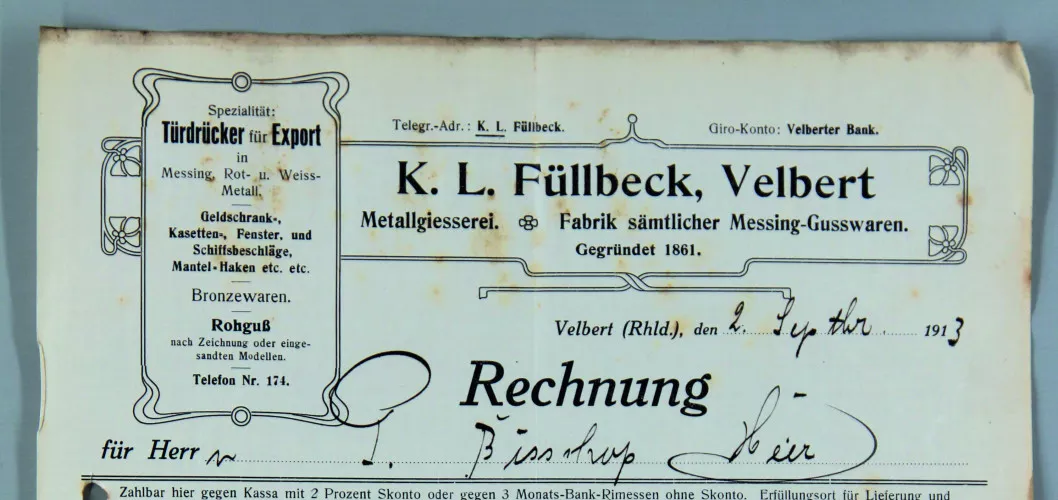 Spezialität:
Türdrücker für Export
in
Messing, Rot- u. Weiss-
Metall,
Geldschrank-,
Kasetten-, Fenster, und
Schiffsbeschläge,
Mantel-Haken etc. etc.
Bronzewaren.
Rohguß
nach Zeichnung oder einge-
sandten Modellen.
Telefon Nr. 174.
Telegr.-Adr.: K. L. Füllbeck.
Giro-Konto: Velberter Bank.
K. L. Füllbeck, Velbert
Metallgiesserei. Fabrik sämtlicher Messing-Gusswaren.
Gegründet 1861.
Velbert (Rhld.), den 2. Septbr. 1913
Rechnung
für Herrn
Zahlbar hier gegen Kassa mit 2 Prozent Skonto oder gegen 3 Monats-Bank-Rimessen ohne Skonto. Erfüllungsort für Lieferung und